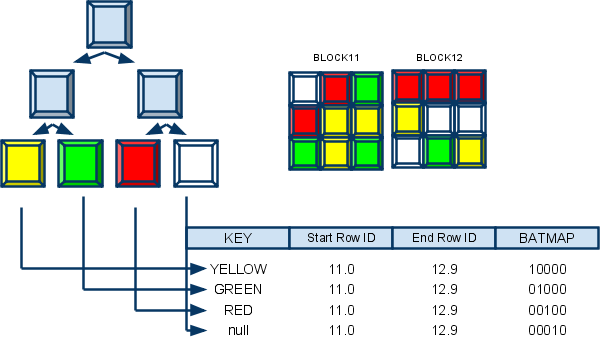 BLOCK11 BLOCK12
KEY Start Row ID End Row ID BATMAP
YELLOW 11.0 12.9 10000
GREEN 11.0 12.9 01000
RED 11.0 12.9 00100
null 11.0 12.9 00010